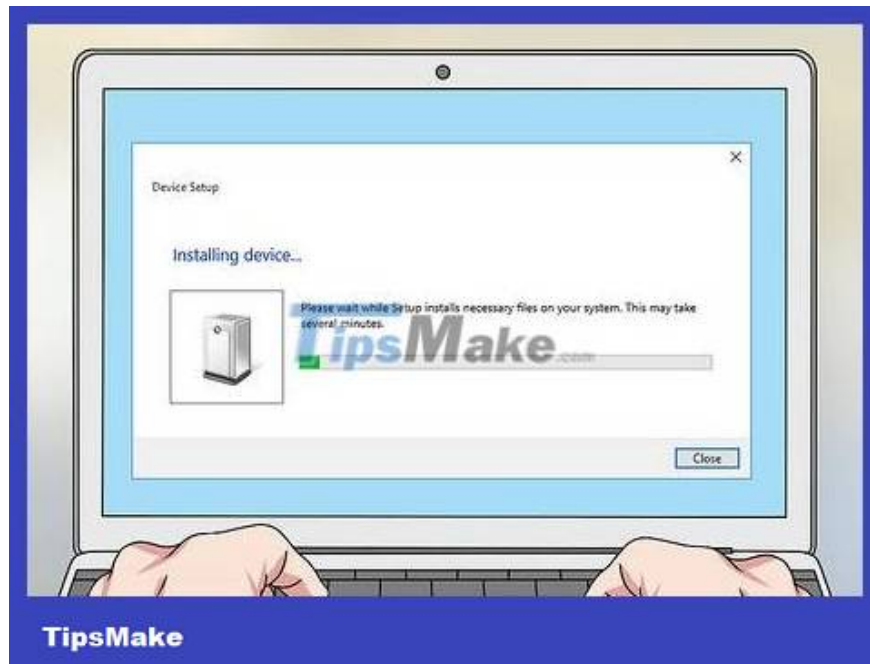 Device Setup
Installing device...
Please wait while Setup installs necessary files on your system. This may take
several minutes.
TipsMake.com
Close
TipsMake